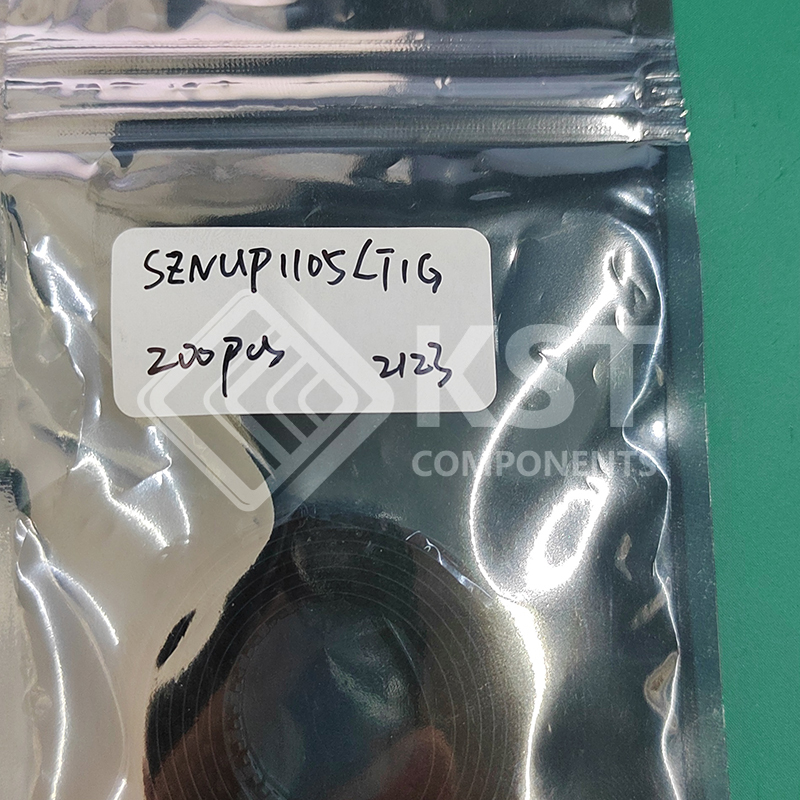 SZNUP1105LT1G
200pcs 2123
KST
COMPONENTS